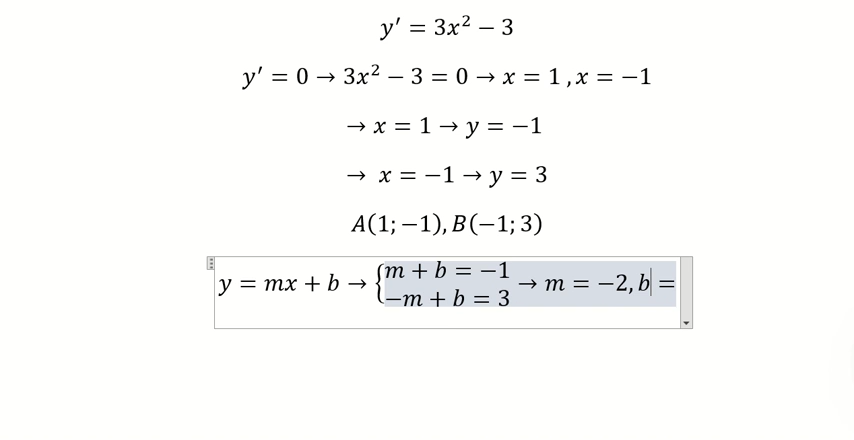 y′ = 3x² − 3
y′ = 0 → 3x² − 3 = 0 → x = 1 , x = −1
→ x = 1 → y = −1
→ x = −1 → y = 3
A(1; −1), B(−1; 3)
y = mx + b → { m + b = −1
−m + b = 3 → m = −2, b =